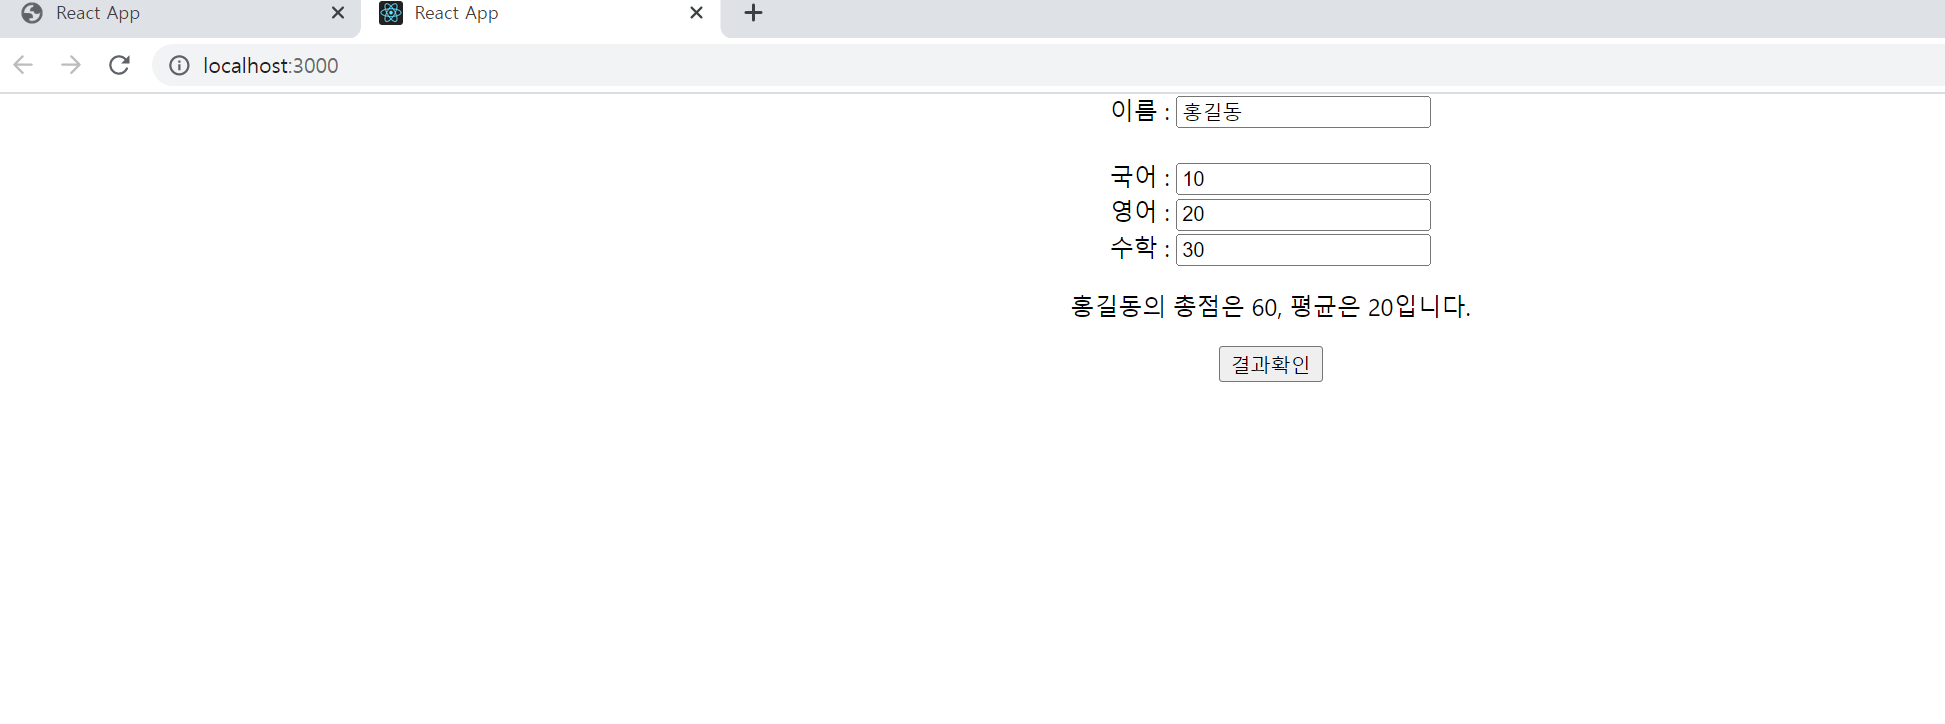 React App
React App
localhost:3000
이름 : 홍길동
국어 : 10
영어 : 20
수학 : 30
홍길동의 총점은 60, 평균은 20입니다.
결과확인